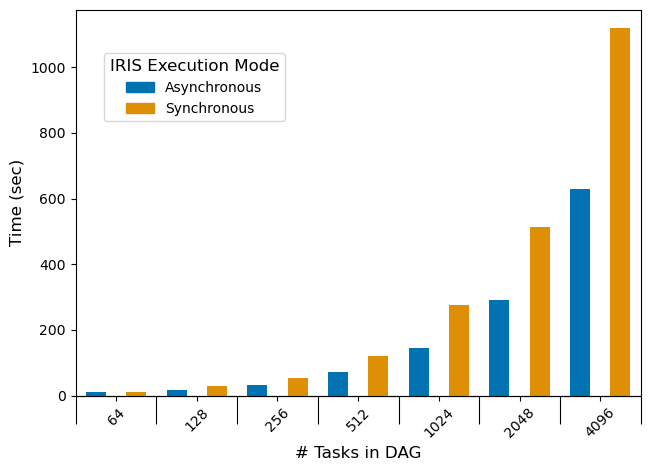 IRIS Execution Mode
Asynchronous
Synchronous
Time (sec)
1000
800
600
400
200
0
64
128
256
512
1024
2048
4096
# Tasks in DAG